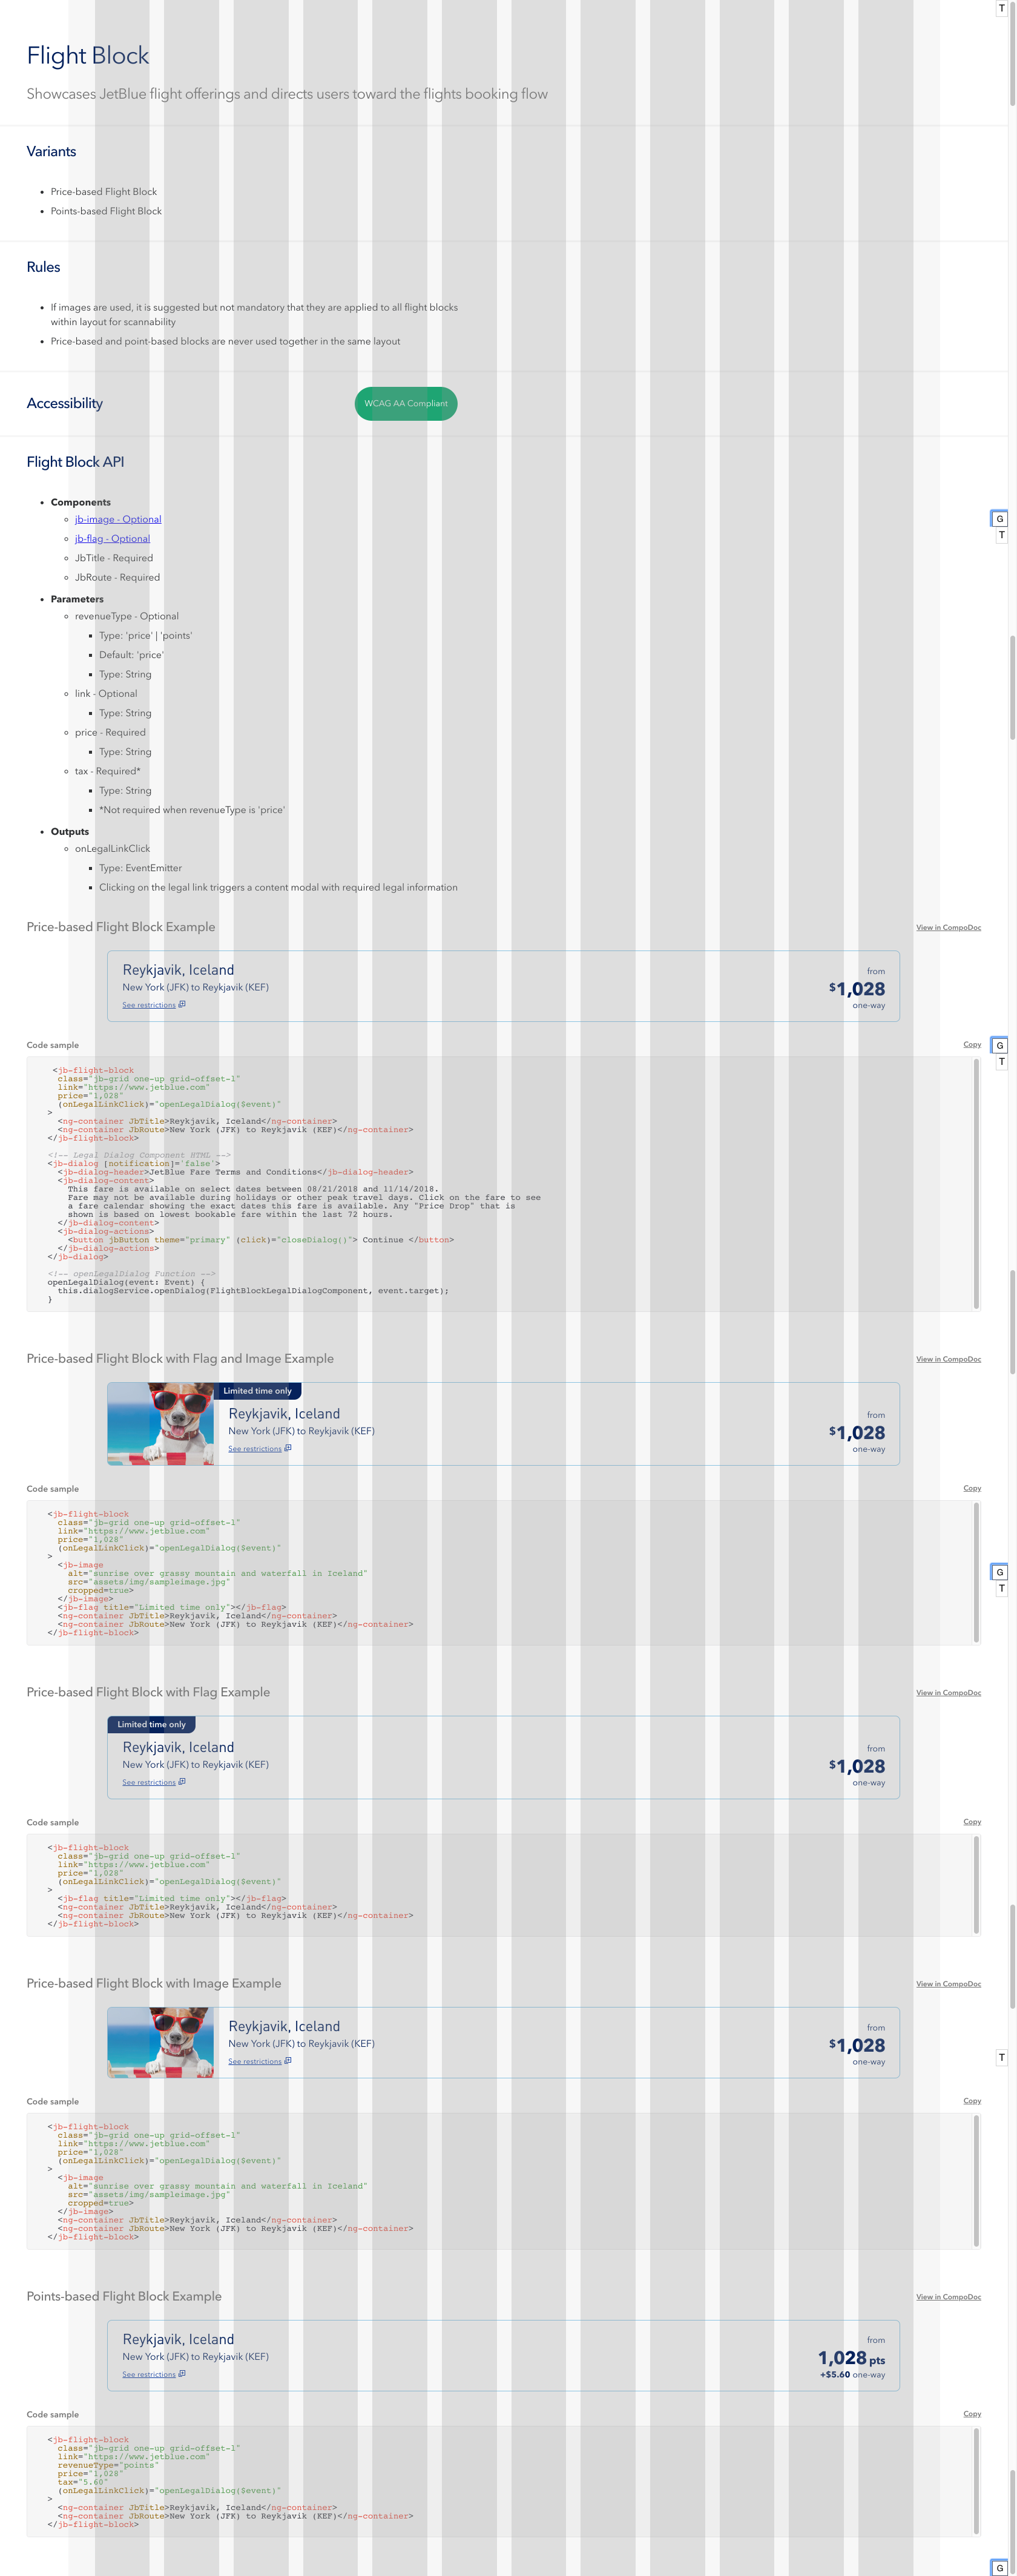 T
Flight Block
Showcases JetBlue flight offerings and directs users toward the flights booking flow
Variants
Price-based Flight Block
Points-based Flight Block
Rules
If images are used, it is suggested but not mandatory that they are applied to all flight blocks
within layout for scannability
Price-based and point-based blocks are never used together in the same layout
Accessibility
WCAG AA Compliant
Flight Block API
Components
jb-image - Optional
G
jb-flag - Optional
T
JbTitle - Required
JbRoute - Required
Parameters
revenueType - Optional
Type: 'price' | 'points'
Default: 'price'
Type: String
link - Optional
Type: String
price - Required
Type: String
tax - Required*
Type: String
*Not required when revenueType is 'price'
Outputs
onLegalLinkClick
Type: EventEmitter
Clicking on the legal link triggers a content modal with required legal information
Price-based Flight Block Example
View in CompoDoc
Reykjavik, Iceland
New York (JFK) to Reykjavik (KEF)
See restrictions
from
$1,028
one-way
Code sample
Copy
G
T
<jb-flight-block
class="jb-grid one-up grid-offset-1"
link="https://www.jetblue.com"
price="1,028"
(onLegalLinkClick)="openLegalDialog($event)"
>
<ng-container JbTitle>Reykjavik, Iceland</ng-container>
<ng-container JbRoute>New York (JFK) to Reykjavik (KEF)</ng-container>
</jb-flight-block>
<!-- Legal Dialog Component HTML -->
<jb-dialog [notification]='false'>
<jb-dialog-header>JetBlue Fare Terms and Conditions</jb-dialog-header>
<jb-dialog-content>
This fare is available on select dates between 08/21/2018 and 11/14/2018.
Fare may not be available during holidays or other peak travel days. Click on the fare to see
a fare calendar showing the exact dates this fare is available. Any "Price Drop" that is
shown is based on lowest bookable fare within the last 72 hours.
</jb-dialog-content>
<jb-dialog-actions>
<button jbButton theme="primary" (click)="closeDialog()"> Continue </button>
</jb-dialog-actions>
</jb-dialog>
<!-- openLegalDialog Function -->
openLegalDialog(event: Event) {
this.dialogService.openDialog(FlightBlockLegalDialogComponent, event.target);
}
Price-based Flight Block with Flag and Image Example
View in CompoDoc
Limited time only
Reykjavik, Iceland
New York (JFK) to Reykjavik (KEF)
See restrictions
from
$1,028
one-way
Code sample
Copy
<jb-flight-block
class="jb-grid one-up grid-offset-1"
link="https://www.jetblue.com"
price="1,028"
(onLegalLinkClick)="openLegalDialog($event)"
>
<jb-image
alt="sunrise over grassy mountain and waterfall in Iceland"
src="assets/img/sampleimage.jpg"
cropped=true>
</jb-image>
<jb-flag title="Limited time only"></jb-flag>
<ng-container JbTitle>Reykjavik, Iceland</ng-container>
<ng-container JbRoute>New York (JFK) to Reykjavik (KEF)</ng-container>
</jb-flight-block>
G
T
Price-based Flight Block with Flag Example
View in CompoDoc
Limited time only
Reykjavik, Iceland
New York (JFK) to Reykjavik (KEF)
See restrictions
from
$1,028
one-way
Code sample
Copy
<jb-flight-block
class="jb-grid one-up grid-offset-1"
link="https://www.jetblue.com"
price="1,028"
(onLegalLinkClick)="openLegalDialog($event)"
>
<jb-flag title="Limited time only"></jb-flag>
<ng-container JbTitle>Reykjavik, Iceland</ng-container>
<ng-container JbRoute>New York (JFK) to Reykjavik (KEF)</ng-container>
</jb-flight-block>
Price-based Flight Block with Image Example
View in CompoDoc
Reykjavik, Iceland
New York (JFK) to Reykjavik (KEF)
See restrictions
from
$1,028
one-way
T
Code sample
Copy
<jb-flight-block
class="jb-grid one-up grid-offset-1"
link="https://www.jetblue.com"
price="1,028"
(onLegalLinkClick)="openLegalDialog($event)"
>
<jb-image
alt="sunrise over grassy mountain and waterfall in Iceland"
src="assets/img/sampleimage.jpg"
cropped=true>
</jb-image>
<ng-container JbTitle>Reykjavik, Iceland</ng-container>
<ng-container JbRoute>New York (JFK) to Reykjavik (KEF)</ng-container>
</jb-flight-block>
Points-based Flight Block Example
View in CompoDoc
Reykjavik, Iceland
New York (JFK) to Reykjavik (KEF)
See restrictions
from
1,028 pts
+$5.60 one-way
Code sample
Copy
<jb-flight-block
class="jb-grid one-up grid-offset-1"
link="https://www.jetblue.com"
revenueType="points"
price="1,028"
tax="5.60"
(onLegalLinkClick)="openLegalDialog($event)"
>
<ng-container JbTitle>Reykjavik, Iceland</ng-container>
<ng-container JbRoute>New York (JFK) to Reykjavik (KEF)</ng-container>
</jb-flight-block>
G